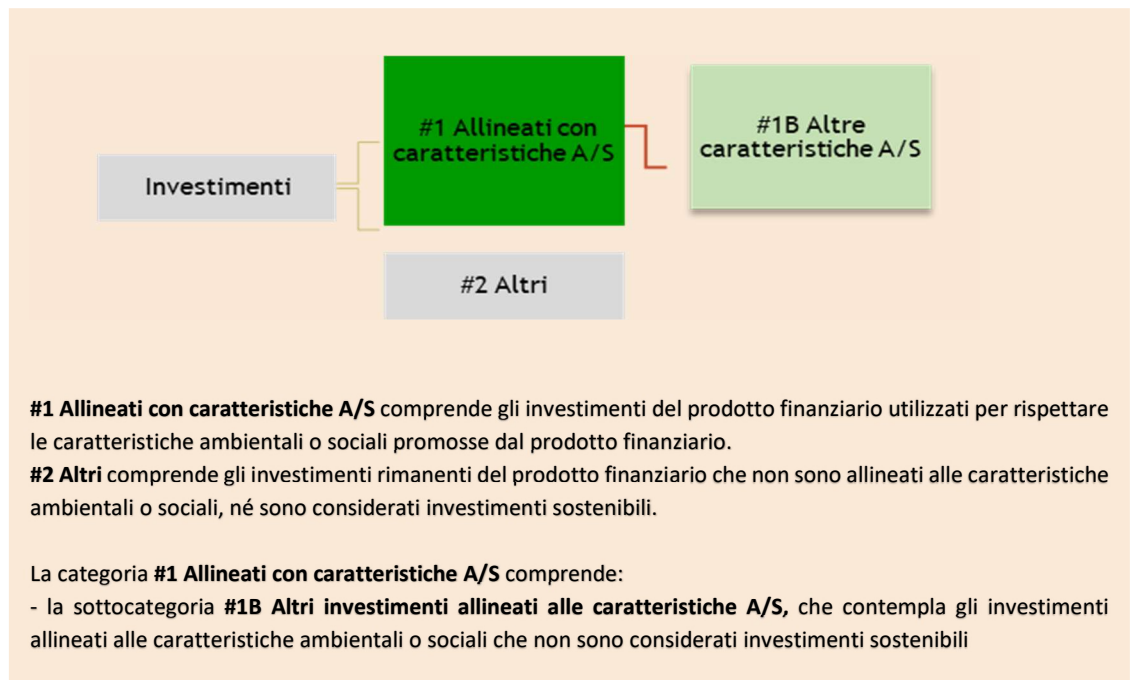 #1 Allineati con
caratteristiche A/S
#1B Altre
caratteristiche A/S
Investimenti
#2 Altri
#1 Allineati con caratteristiche A/S comprende gli investimenti del prodotto finanziario utilizzati per rispettare
le caratteristiche ambientali o sociali promosse dal prodotto finanziario.
#2 Altri comprende gli investimenti rimanenti del prodotto finanziario che non sono allineati alle caratteristiche
ambientali o sociali, né sono considerati investimenti sostenibili.
La categoria #1 Allineati con caratteristiche A/S comprende:
- la sottocategoria #1B Altri investimenti allineati alle caratteristiche A/S, che contempla gli investimenti
allineati alle caratteristiche ambientali o sociali che non sono considerati investimenti sostenibili